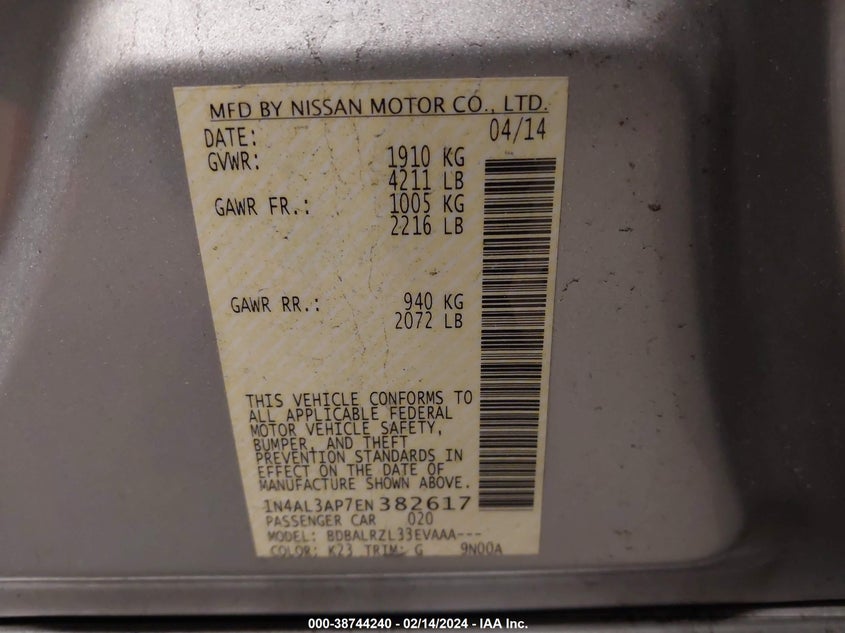 MFD BY NISSAN MOTOR CO., LTD.
DATE: 04/14
GVWR: 1910 KG
4211 LB
GAWR FR.: 1005 KG
2216 LB
GAWR RR.: 940 KG
2072 LB
THIS VEHICLE CONFORMS TO
ALL APPLICABLE FEDERAL
MOTOR VEHICLE SAFETY,
BUMPER, AND THEFT
PREVENTION STANDARDS IN
EFFECT ON THE DATE OF
MANUFACTURE SHOWN ABOVE.
1N4AL3AP7EN382617
PASSENGER CAR 020
MODEL: BDBALRZL33EVAAA---
COLOR: K23 TRIM: G 9N00A
000-38744240 - 02/14/2024 - IAA Inc.